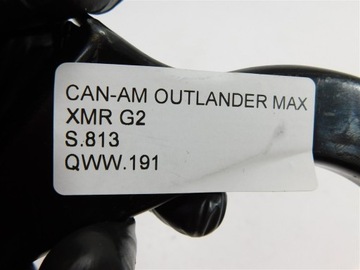 CAN-AM OUTLANDER MAX
XMR G2
S.813
QWW.191